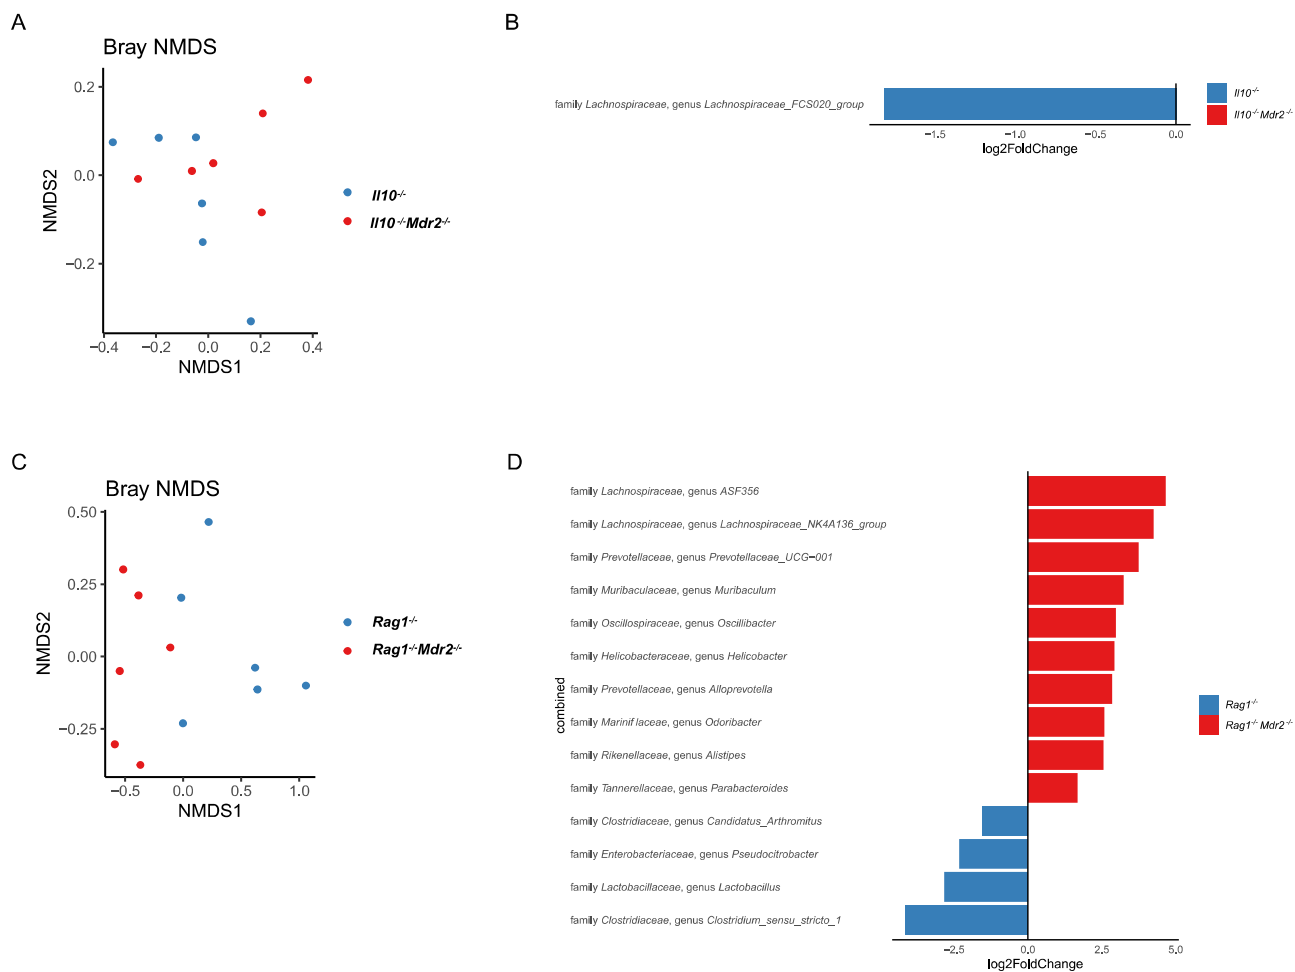 A
Bray NMDS
0.2
0.0
−0.2
NMDS2
−0.4
−0.2
0.0
0.2
0.4
NMDS1
Il10-/-
Il10-/-Mdr2-/-
B
family Lachnospiraceae, genus Lachnospiraceae_FCS020_group
−1.5
−1.0
−0.5
0.0
log2FoldChange
Il10-/-
Il10-/-Mdr2-/-
C
Bray NMDS
0.50
0.25
0.00
−0.25
NMDS2
−0.5
0.0
0.5
1.0
NMDS1
Rag1-/-
Rag1-/-Mdr2-/-
D
family Lachnospiraceae, genus ASF356
family Lachnospiraceae, genus Lachnospiraceae_NK4A136_group
family Prevotellaceae, genus Prevotellaceae_UCG−001
family Muribaculaceae, genus Muribaculum
family Oscillospiraceae, genus Oscillibacter
family Helicobacteraceae, genus Helicobacter
family Prevotellaceae, genus Alloprevotella
family Marinifilaceae, genus Odoribacter
family Rikenellaceae, genus Alistipes
family Tannerellaceae, genus Parabacteroides
family Clostridiaceae, genus Candidatus_Arthromitus
family Enterobacteriaceae, genus Pseudocitrobacter
family Lactobacillaceae, genus Lactobacillus
family Clostridiaceae, genus Clostridium_sensu_stricto_1
combined
−2.5
0.0
2.5
5.0
log2FoldChange
Rag1-/-
Rag1-/-Mdr2-/-